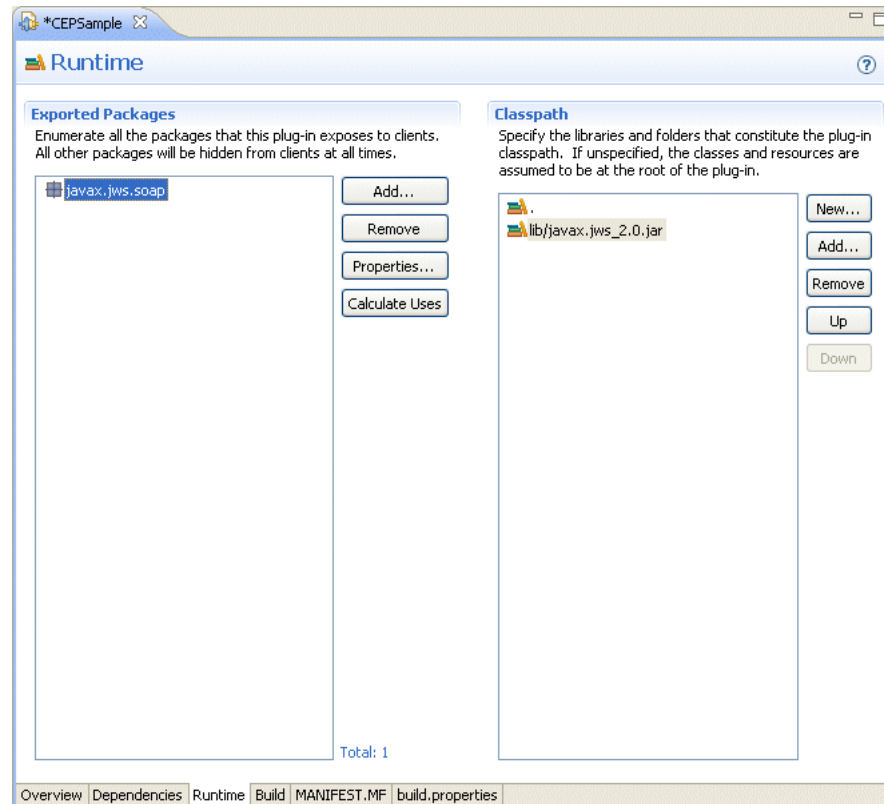 *CEPSample
Runtime
Exported Packages
Enumerate all the packages that this plug-in exposes to clients.
All other packages will be hidden from clients at all times.
javax.jws.soap
Add...
Remove
Properties...
Calculate Uses
Total: 1
Classpath
Specify the libraries and folders that constitute the plug-in
classpath. If unspecified, the classes and resources are
assumed to be at the root of the plug-in.
.
lib/javax.jws_2.0.jar
New...
Add...
Remove
Up
Down
Overview Dependencies Runtime Build MANIFEST.MF build.properties